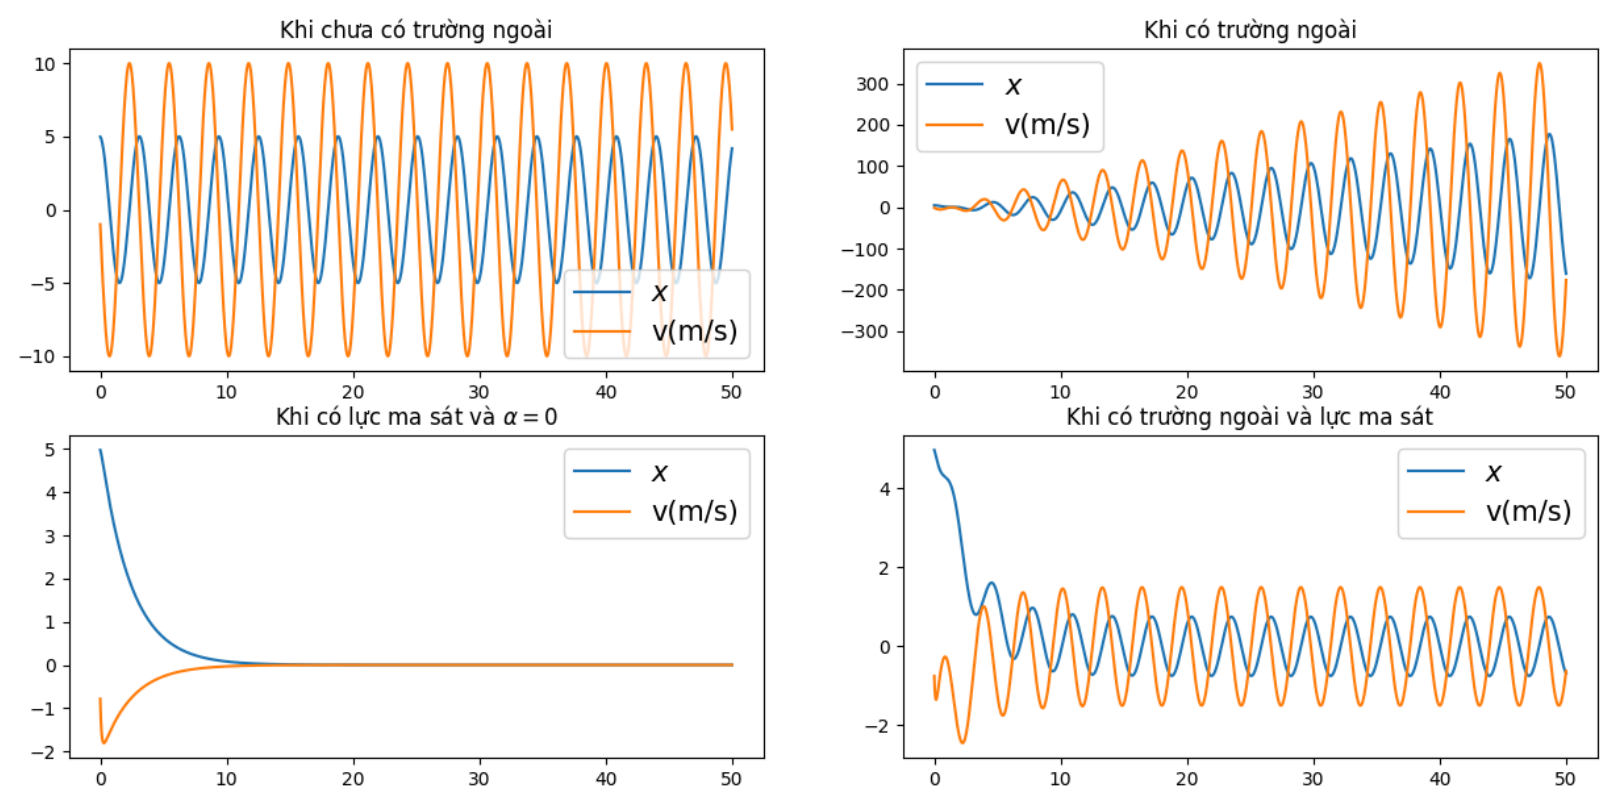 Khi chưa có trường ngoài
10
5
0
−5
−10
x
v(m/s)
0 10 20 30 40 50
Khi có trường ngoài
300
200
100
0
−100
−200
−300
x
v(m/s)
0 10 20 30 40 50
Khi có lực ma sát và α = 0
5
4
3
2
1
0
−1
−2
x
v(m/s)
0 10 20 30 40 50
Khi có trường ngoài và lực ma sát
4
2
0
−2
x
v(m/s)
0 10 20 30 40 50